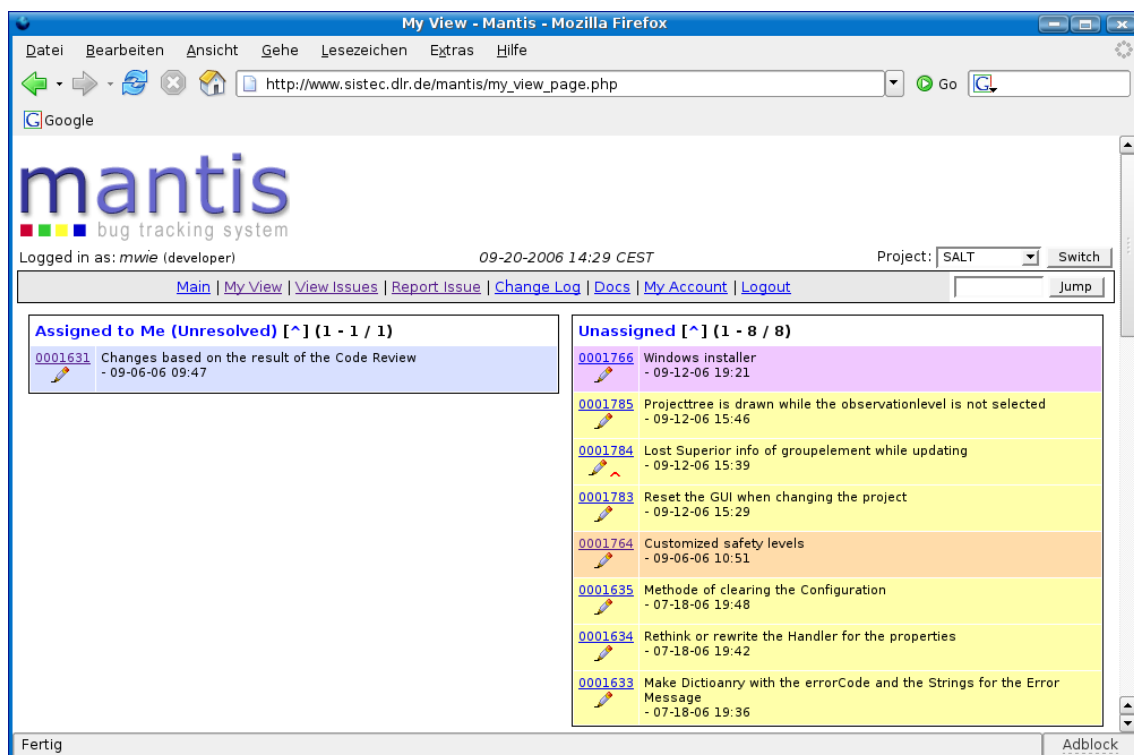 My View - Mantis - Mozilla Firefox
Datei Bearbeiten Ansicht Gehe Lesezeichen Extras Hilfe
http://www.sistec.dlr.de/mantis/my_view_page.php Go G
G Google
mantis
bug tracking system
Logged in as: mwie (developer) 09-20-2006 14:29 CEST Project: SALT Switch
Main | My View | View Issues | Report Issue | Change Log | Docs | My Account | Logout Jump
Assigned to Me (Unresolved) [^] (1 - 1 / 1)
0001631 Changes based on the result of the Code Review
- 09-06-06 09:47
Unassigned [^] (1 - 8 / 8)
0001766 Windows installer
- 09-12-06 19:21
0001785 Projecttree is drawn while the observationlevel is not selected
- 09-12-06 15:46
0001784 Lost Superior info of groupelement while updating
- 09-12-06 15:39
0001783 Reset the GUI when changing the project
- 09-12-06 15:29
0001764 Customized safety levels
- 09-06-06 10:51
0001635 Methode of clearing the Configuration
- 07-18-06 19:48
0001634 Rethink or rewrite the Handler for the properties
- 07-18-06 19:42
0001633 Make Dictioanry with the errorCode and the Strings for the Error
Message
- 07-18-06 19:36
Fertig Adblock